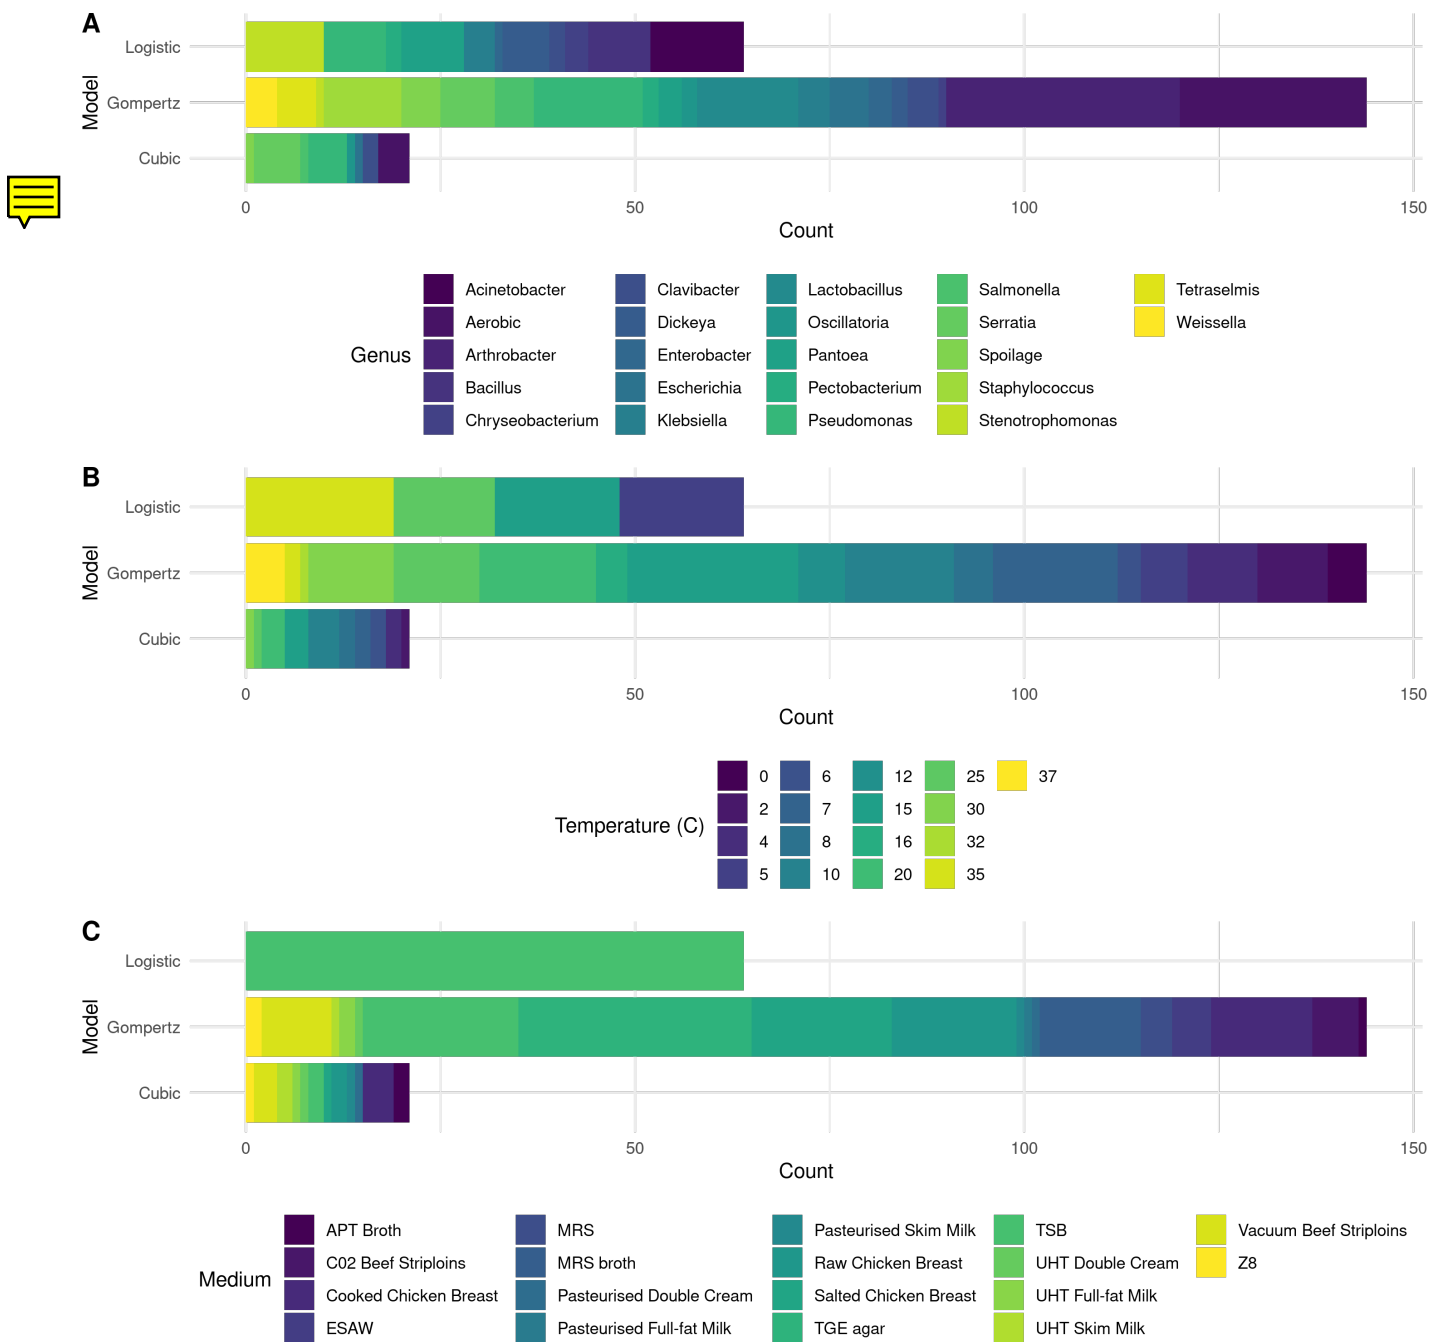 A
Logistic
Gompertz
Cubic
Model
0 50 100 150
Count
Genus
Acinetobacter Clavibacter Lactobacillus Salmonella Tetraselmis
Aerobic Dickeya Oscillatoria Serratia Weissella
Arthrobacter Enterobacter Pantoea Spoilage
Bacillus Escherichia Pectobacterium Staphylococcus
Chryseobacterium Klebsiella Pseudomonas Stenotrophomonas
B
Logistic
Gompertz
Cubic
Model
0 50 100 150
Count
Temperature (C)
0 6 12 25 37
2 7 15 30
4 8 16 32
5 10 20 35
C
Logistic
Gompertz
Cubic
Model
0 50 100 150
Count
Medium
APT Broth MRS Pasteurised Skim Milk TSB Vacuum Beef Striploins
C02 Beef Striploins MRS broth Raw Chicken Breast UHT Double Cream Z8
Cooked Chicken Breast Pasteurised Double Cream Salted Chicken Breast UHT Full-fat Milk
ESAW Pasteurised Full-fat Milk TGE agar UHT Skim Milk